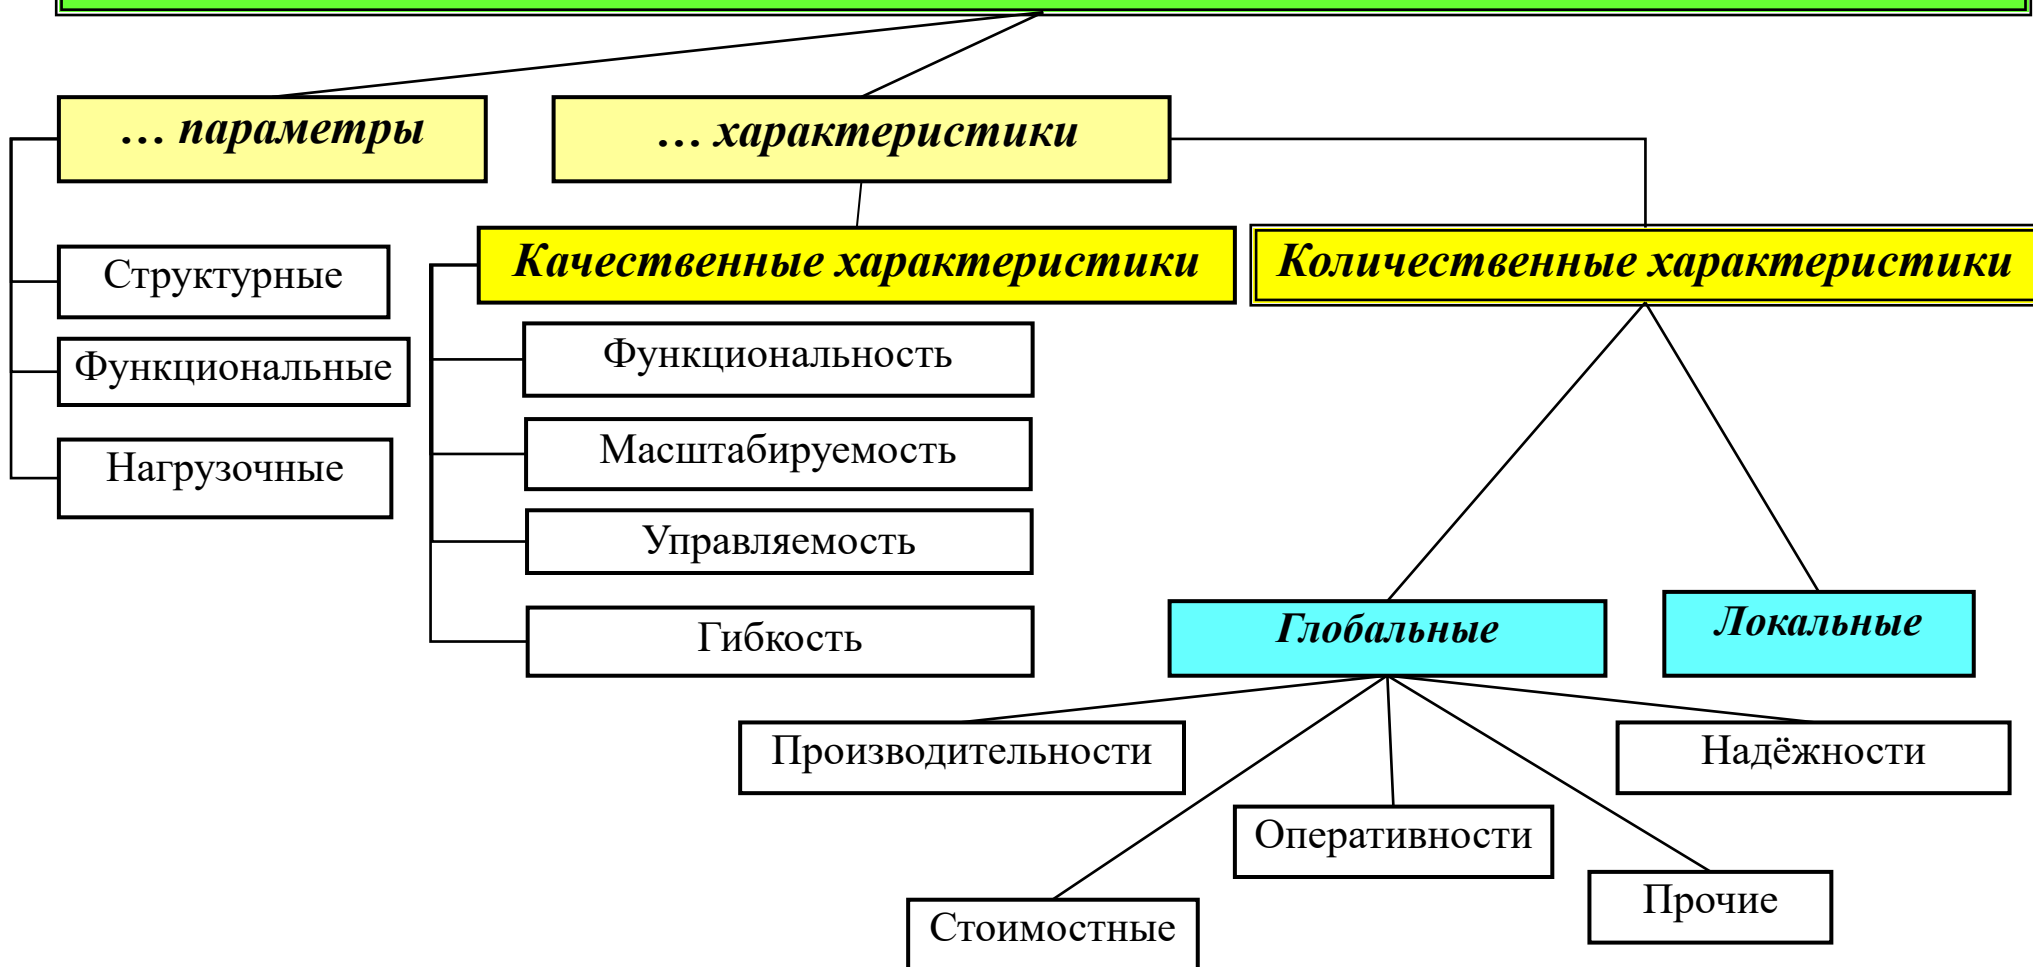 … параметры
… характеристики
Качественные характеристики
Количественные характеристики
Структурные
Функциональные
Нагрузочные
Функциональность
Масштабируемость
Управляемость
Гибкость
Глобальные
Локальные
Производительности
Надёжности
Оперативности
Прочие
Стоимостные